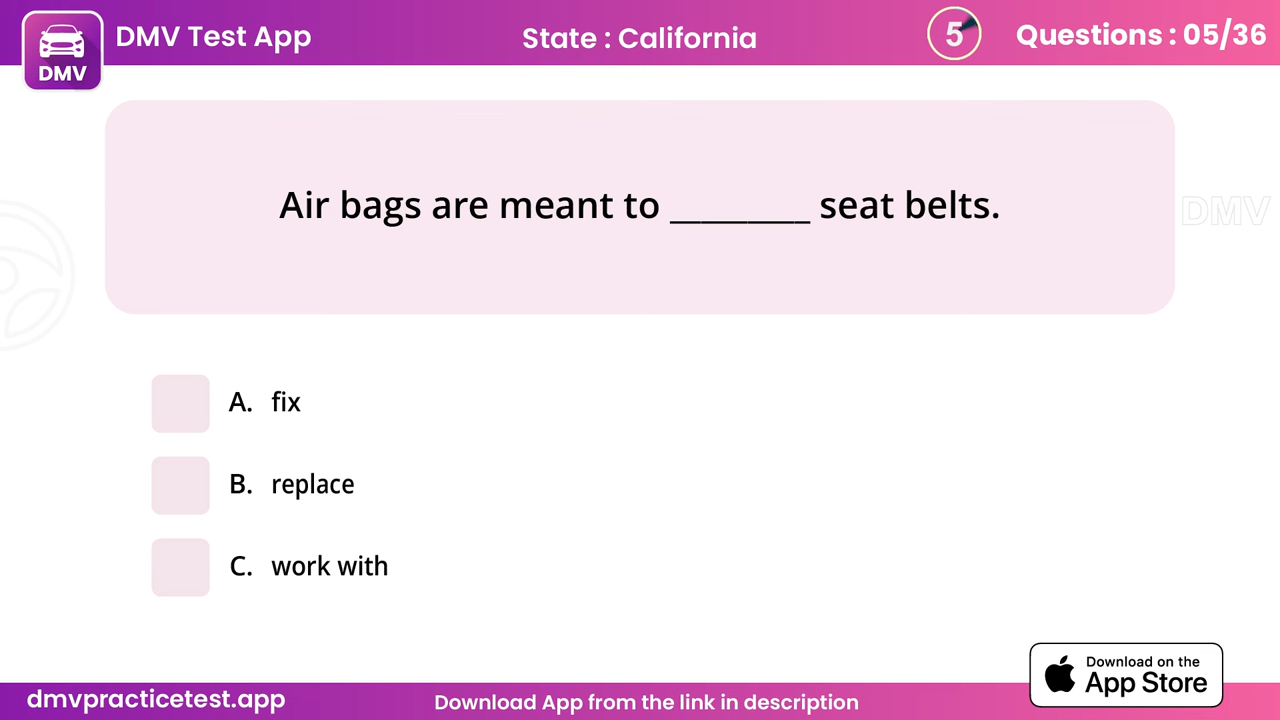 DMV Test App
DMV
State : California
5
Questions : 05/36
Air bags are meant to ________ seat belts.
DMV
A. fix
B. replace
C. work with
Download on the
App Store
dmvpracticetest.app
Download App from the link in description